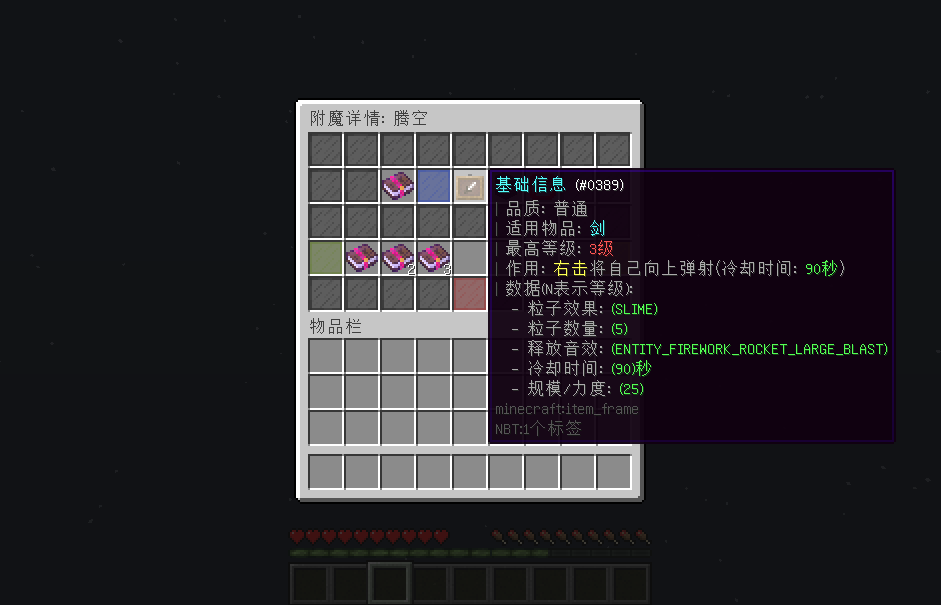 附魔详情: 腾空
基础信息 (#0389)
| 品质: 普通
| 适用物品: 剑
| 最高等级: 3级
| 作用: 右击将自己向上弹射(冷却时间: 90秒)
| 数据(N表示等级):
- 粒子效果: (SLIME)
- 粒子数量: (5)
- 释放音效: (ENTITY_FIREWORK_ROCKET_LARGE_BLAST)
- 冷却时间: (90)秒
- 规模/力度: (25)
minecraft:item_frame
NBT:1个标签
2
3
物品栏